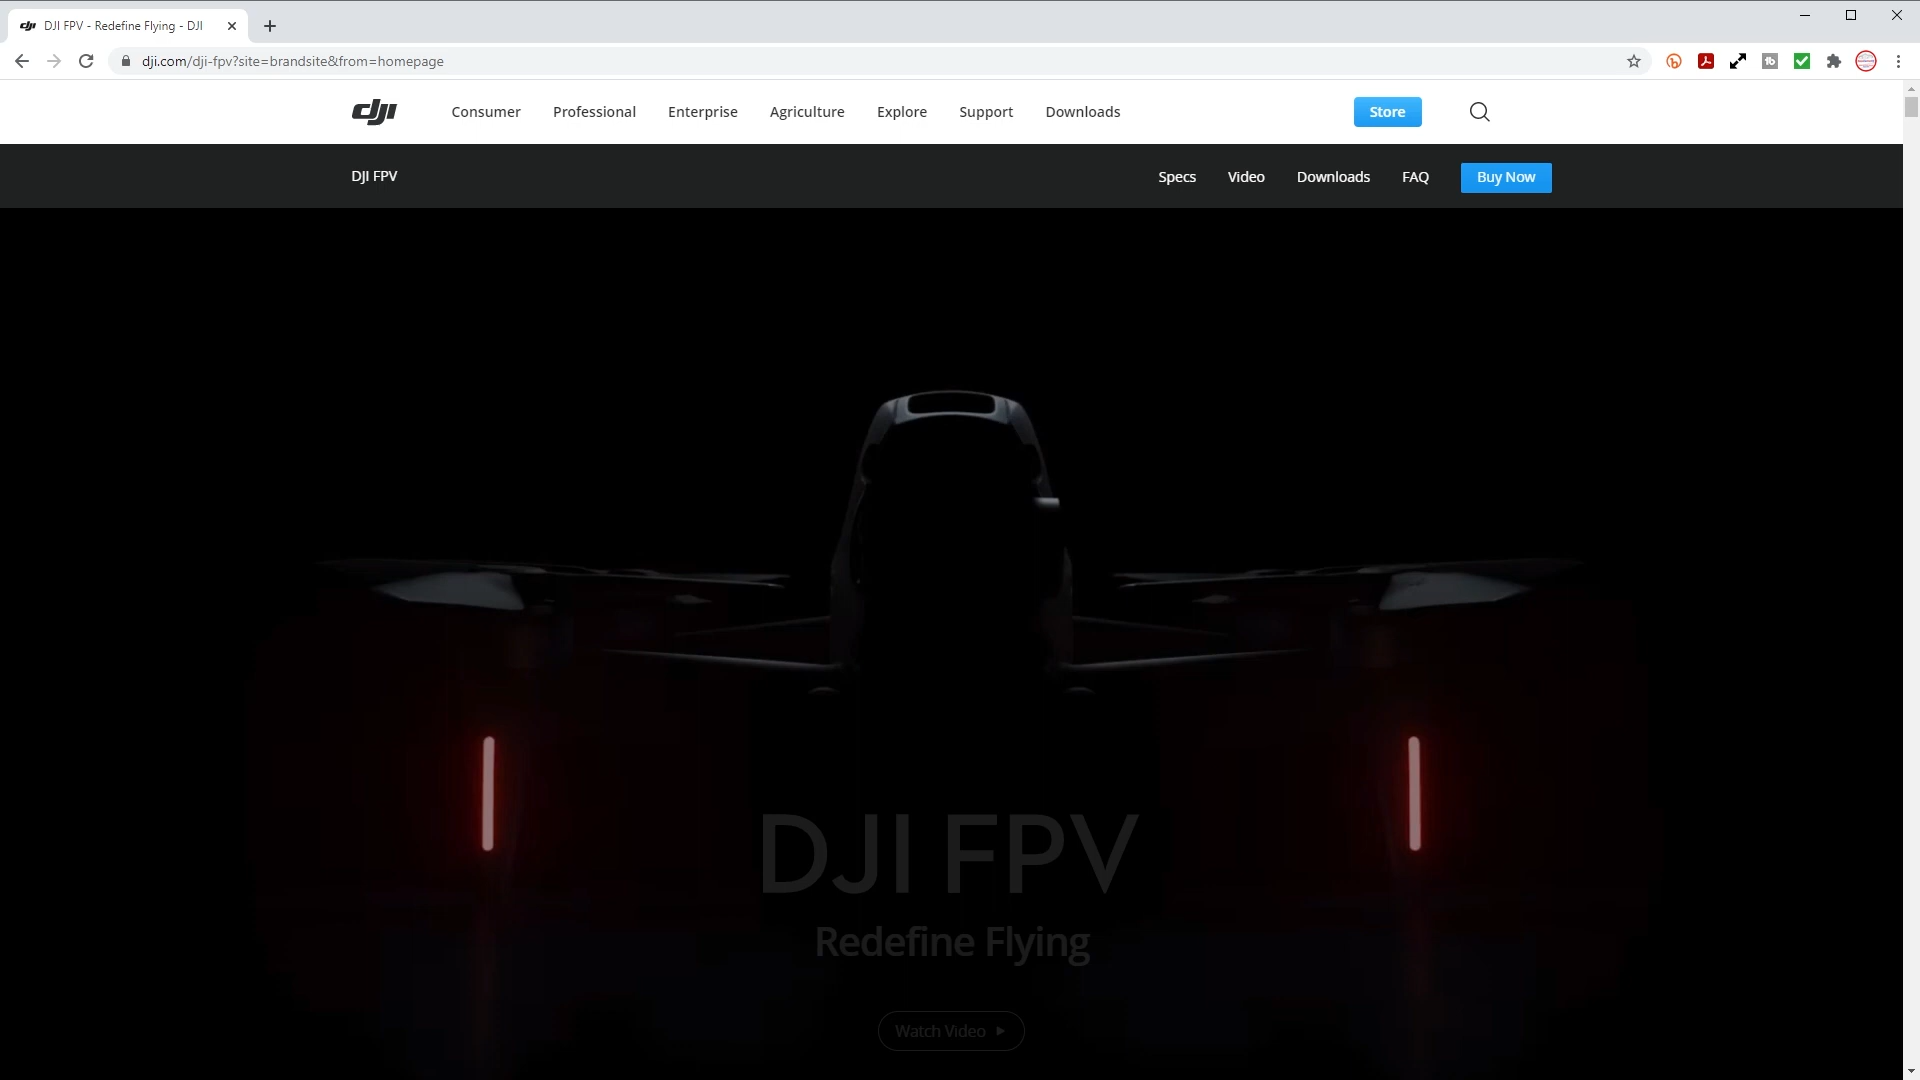 DJI FPV - Redefine Flying - DJI
dji.com/dji-fpv?site=brandsite&from=homepage
dji Consumer Professional Enterprise Agriculture Explore Support Downloads Store
DJI FPV Specs Video Downloads FAQ Buy Now
DJI FPV
Redefine Flying
Watch Video